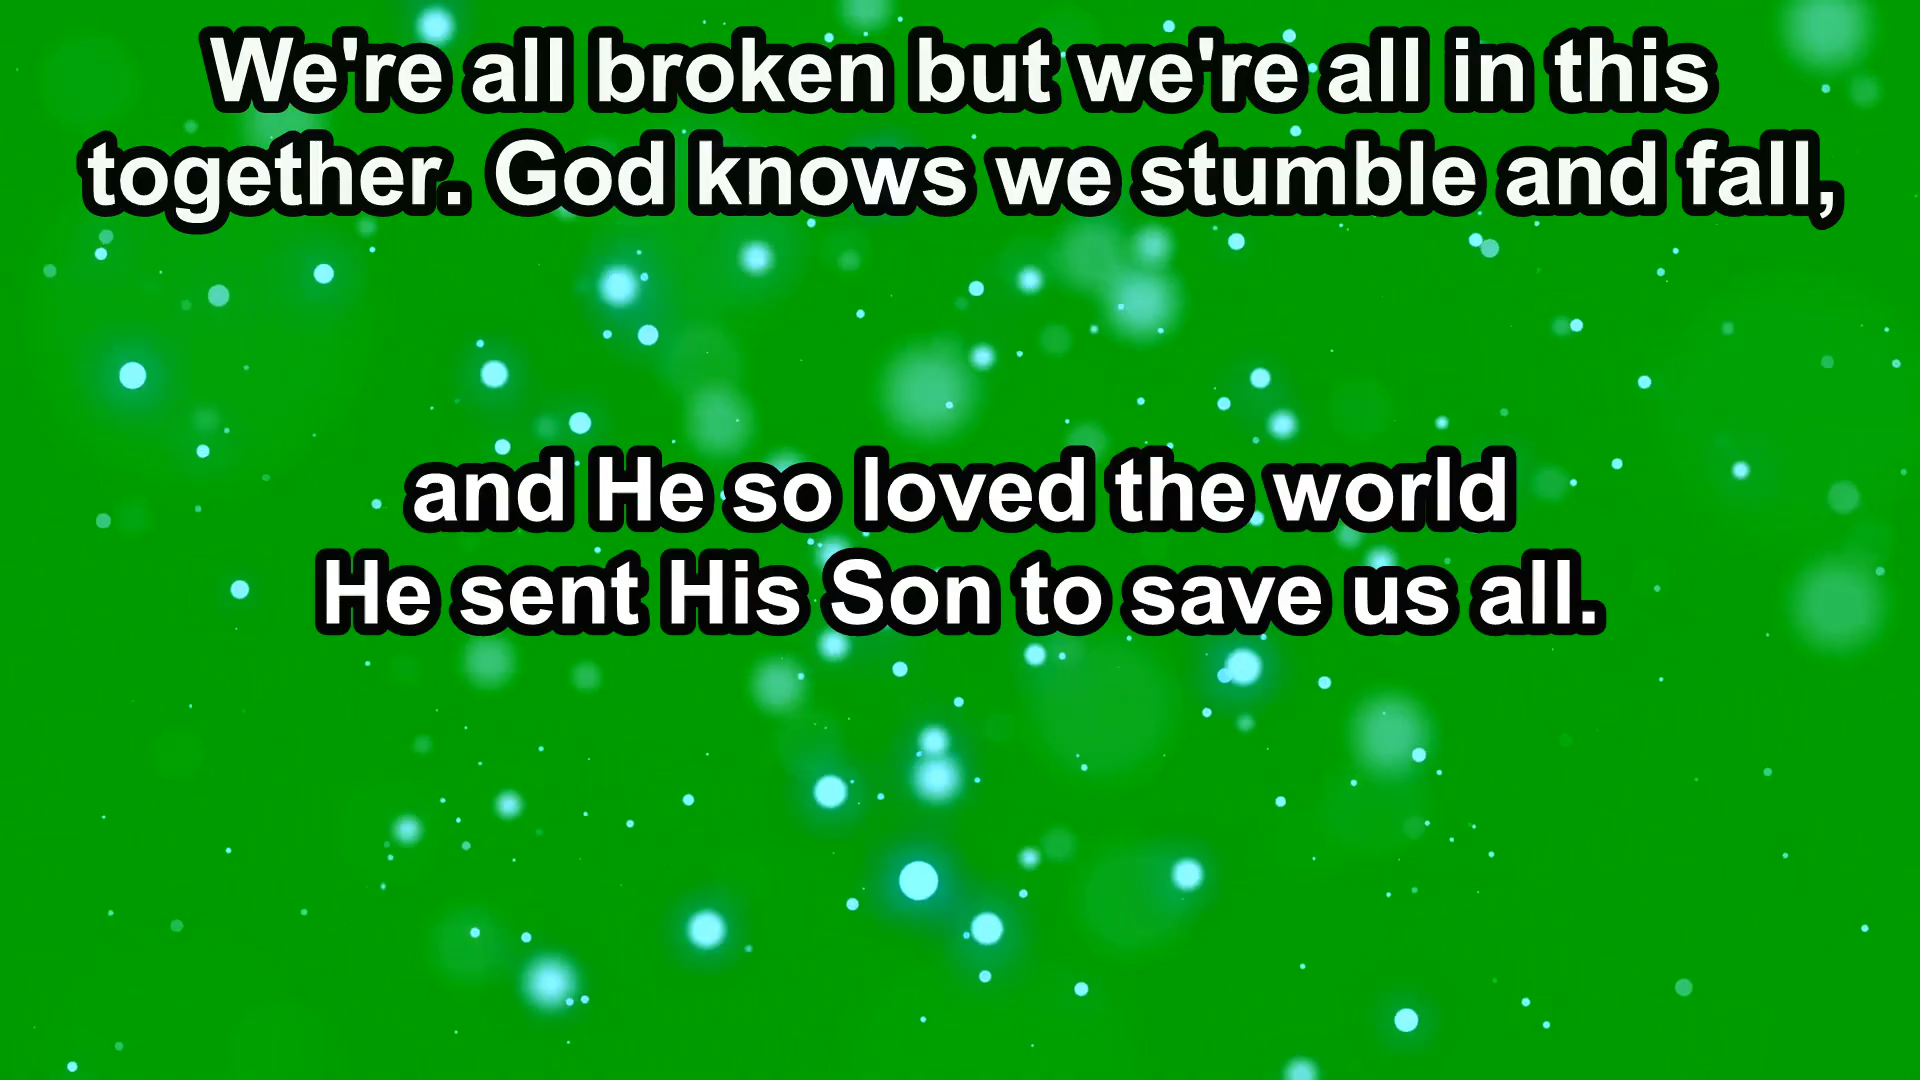 We're all broken but we're all in this
together. God knows we stumble and fall,
and He so loved the world
He sent His Son to save us all.